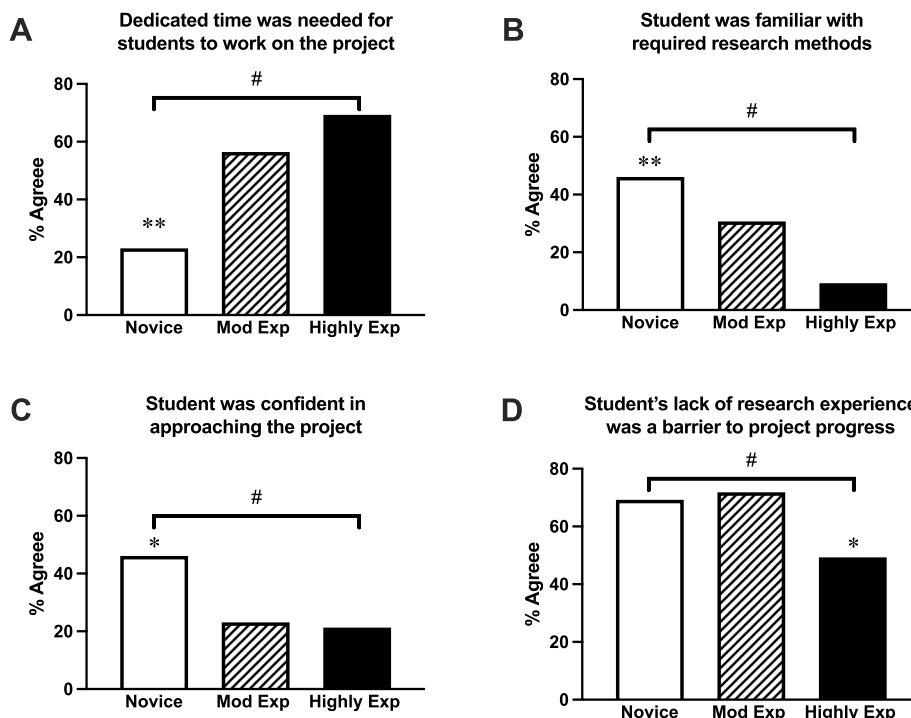 A
Dedicated time was needed for
students to work on the project
% Agreee
80
60
40
20
0
#
**
Novice
Mod Exp
Highly Exp
B
Student was familiar with
required research methods
% Agreee
80
60
40
20
0
#
**
Novice
Mod Exp
Highly Exp
C
Student was confident in
approaching the project
% Agreee
80
60
40
20
0
#
*
Novice
Mod Exp
Highly Exp
D
Student's lack of research experience
was a barrier to project progress
% Agreee
80
60
40
20
0
#
*
Novice
Mod Exp
Highly Exp